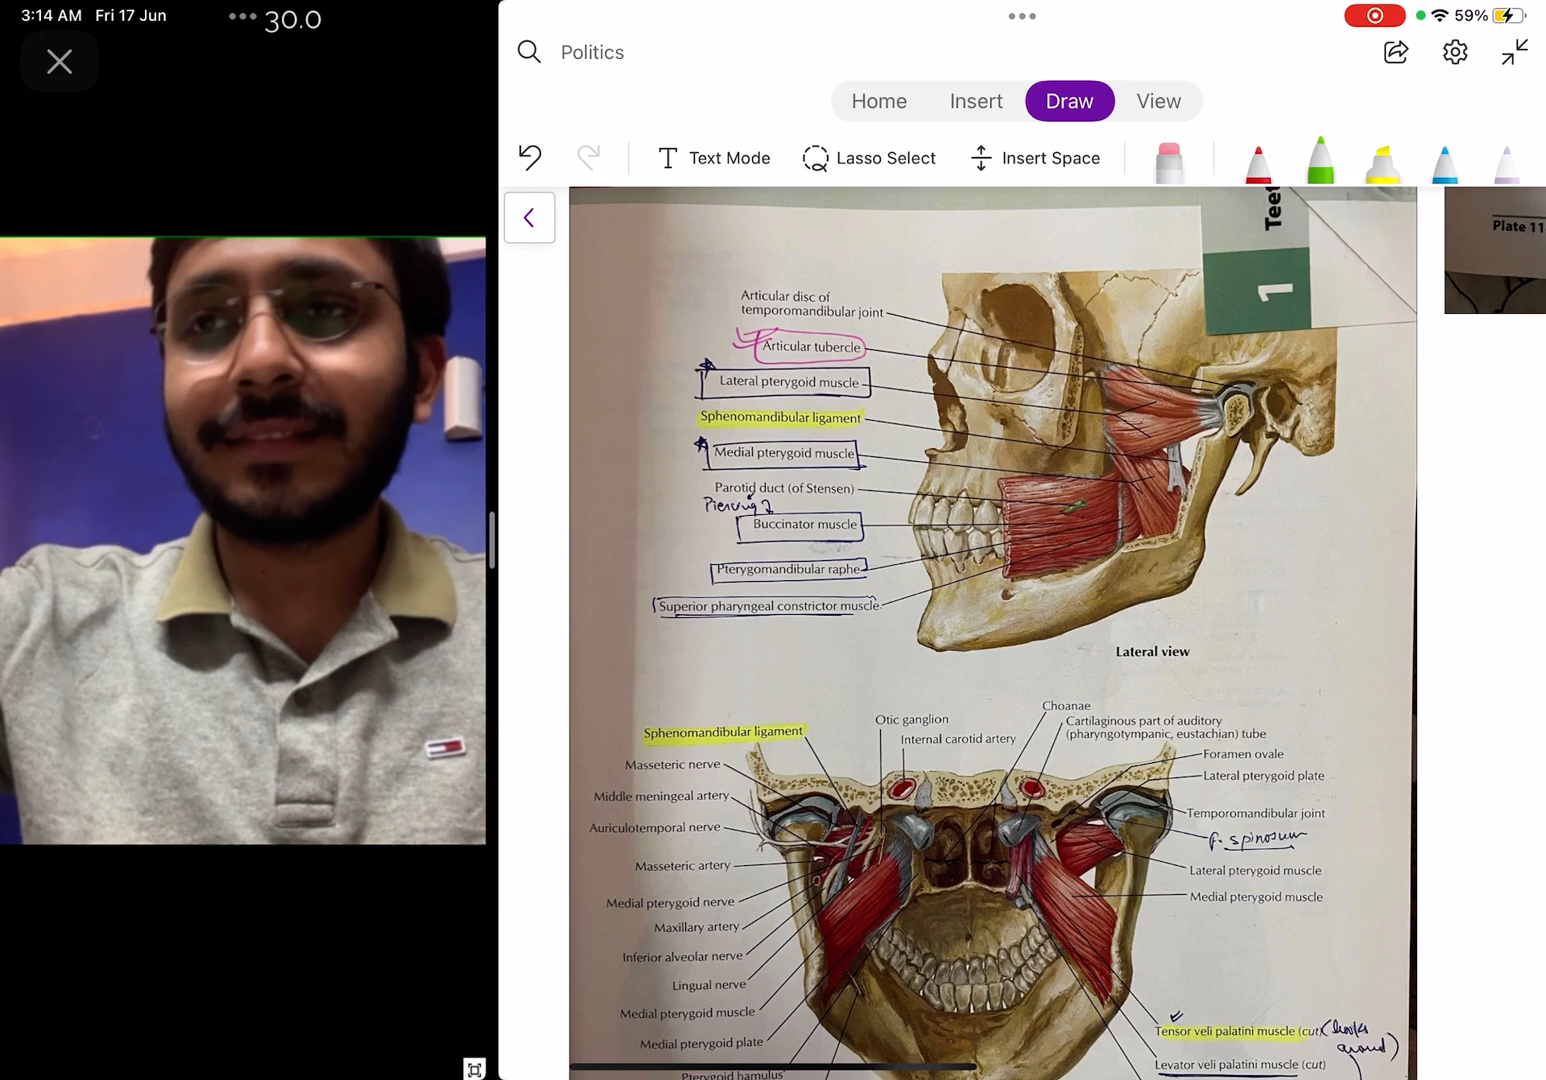 3:14 AM Fri 17 Jun
30.0
59%
Politics
Home Insert Draw View
Text Mode Lasso Select Insert Space
Teet
1
Plate 11
Articular disc of
temporomandibular joint
Articular tubercle
Lateral pterygoid muscle
Sphenomandibular ligament
Medial pterygoid muscle
Parotid duct (of Stensen)
Piercing
Buccinator muscle
Pterygomandibular raphe
Superior pharyngeal constrictor muscle
Lateral view
Sphenomandibular ligament
Masseteric nerve
Middle meningeal artery
Auriculotemporal nerve
Masseteric artery
Medial pterygoid nerve
Maxillary artery
Inferior alveolar nerve
Lingual nerve
Medial pterygoid muscle
Medial pterygoid plate
Pterygoid hamulus
Otic ganglion
Internal carotid artery
Choanae
Cartilaginous part of auditory
(pharyngotympanic, eustachian) tube
Foramen ovale
Lateral pterygoid plate
Temporomandibular joint
f. spinosum
Lateral pterygoid muscle
Medial pterygoid muscle
Tensor veli palatini muscle (cut) (hooks
around)
Levator veli palatini muscle (cut)